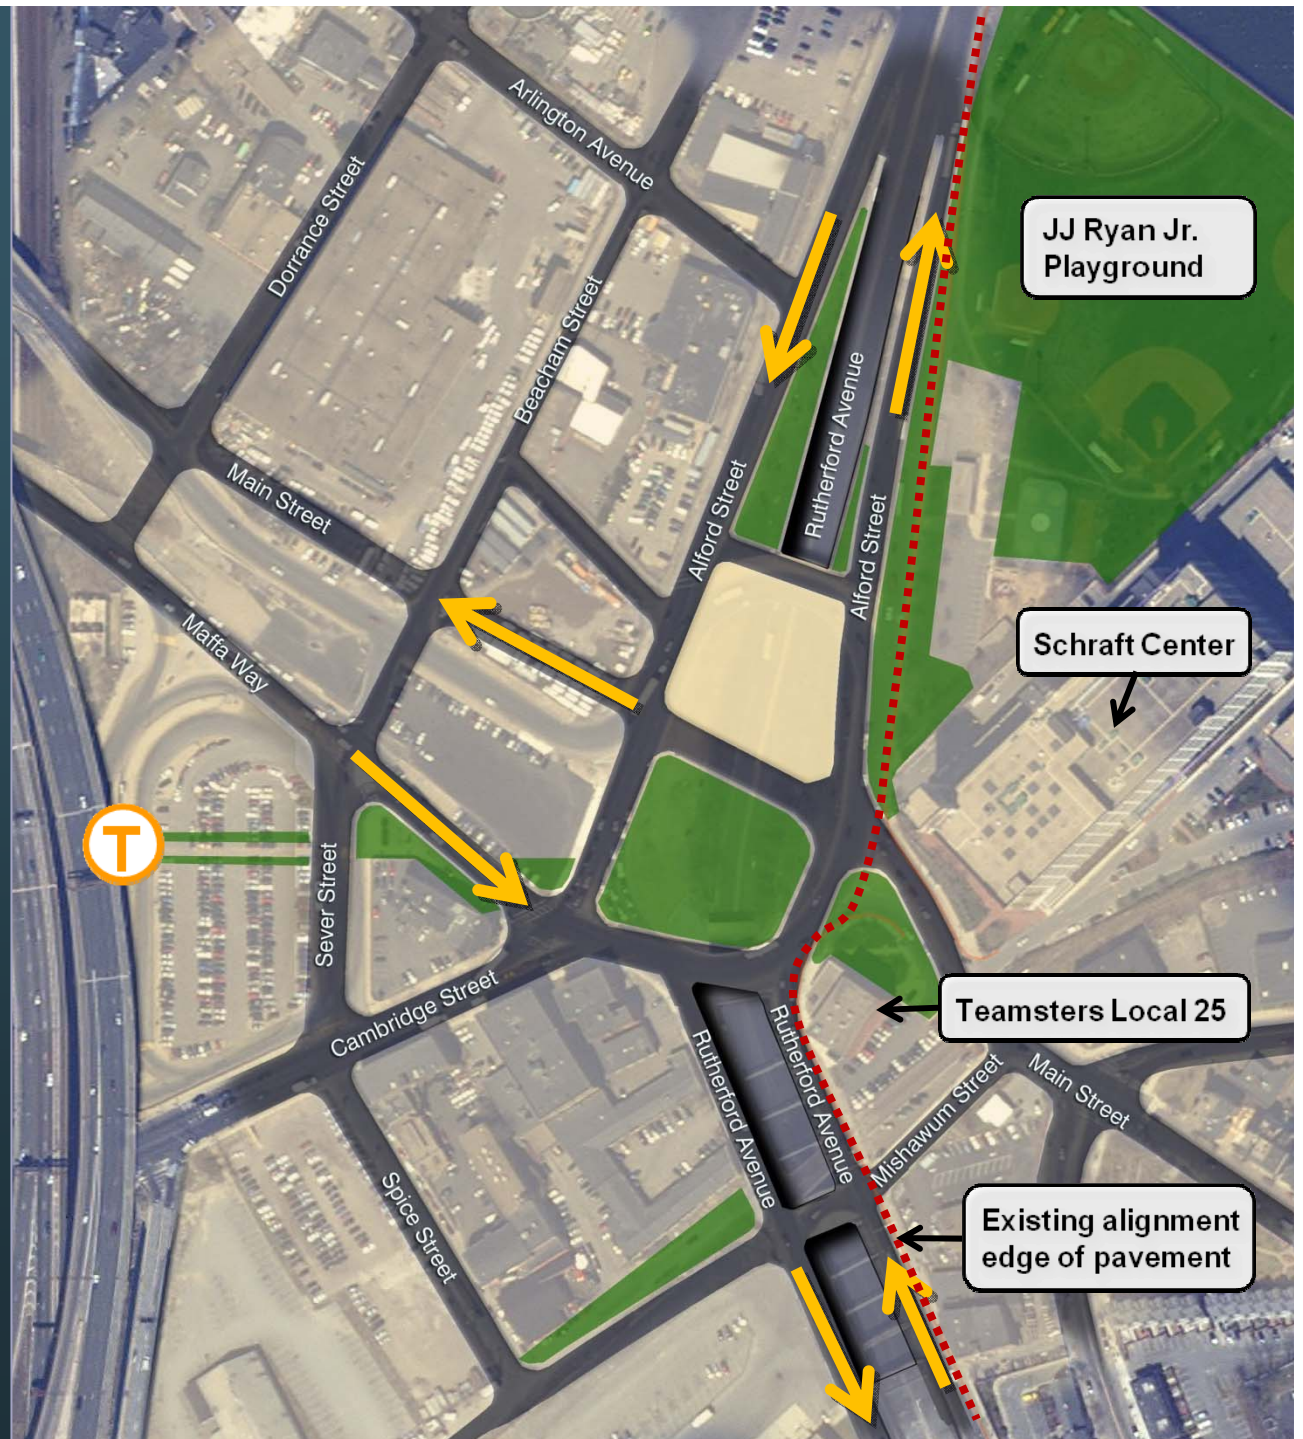 Arlington Avenue
Dorrance Street
JJ Ryan Jr.
Playground
Beacham Street
Rutherford Avenue
Main Street
Alford Street
Alford Street
Maffa Way
Schraft Center
T
Sever Street
Cambridge Street
Teamsters Local 25
Rutherford Avenue
Rutherford Avenue
Mishawum Street
Main Street
Spice Street
Existing alignment
edge of pavement